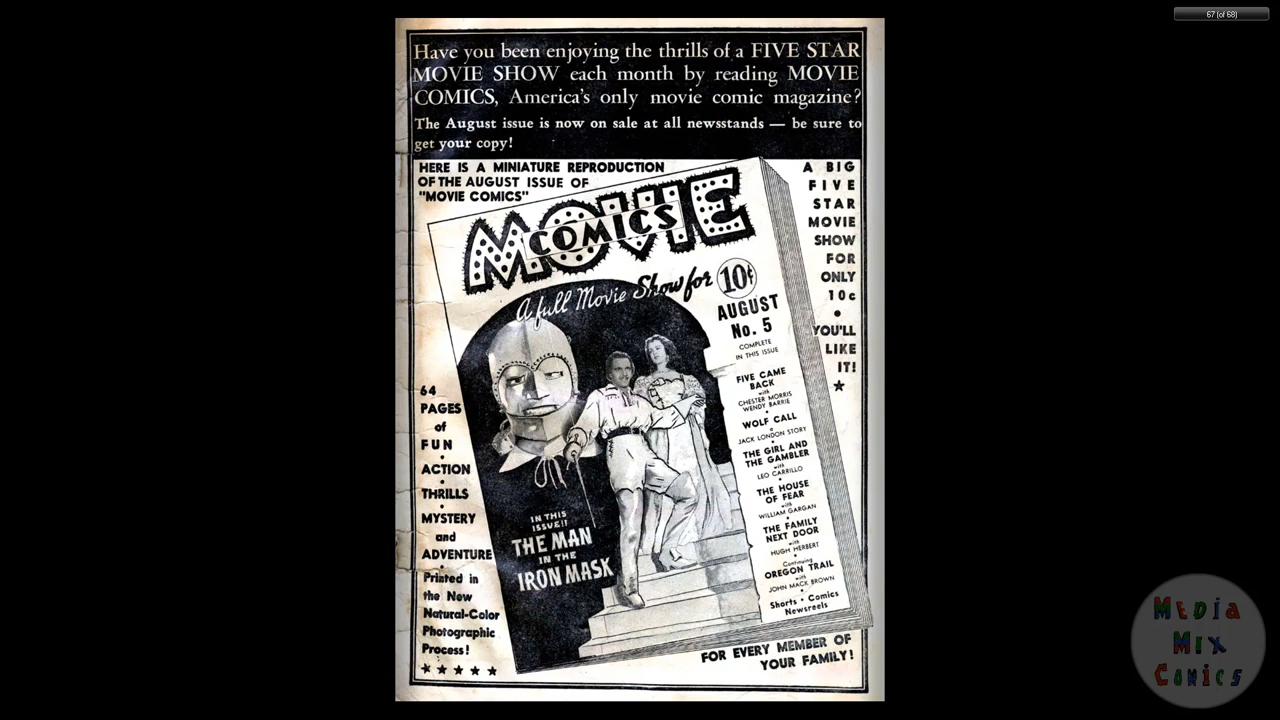 67 (of 68)
Have you been enjoying the thrills of a FIVE STAR
MOVIE SHOW each month by reading MOVIE
COMICS, America's only movie comic magazine?
The August issue is now on sale at all newsstands — be sure to
get your copy!
HERE IS A MINIATURE REPRODUCTION
OF THE AUGUST ISSUE OF
"MOVIE COMICS"
MOVIE
COMICS
A full Movie Show for 10¢
AUGUST
No. 5
COMPLETE
IN THIS ISSUE
FIVE CAME
BACK
with
CHESTER MORRIS
WENDY BARRIE
WOLF CALL
a
JACK LONDON STORY
THE GIRL AND
THE GAMBLER
with
LEO CARRILLO
THE HOUSE
OF FEAR
with
WILLIAM GARGAN
THE FAMILY
NEXT DOOR
with
HUGH HERBERT
Continuing
OREGON TRAIL
with
JOHN MACK BROWN
Shorts • Comics
Newsreels
IN THIS
ISSUE!!
THE MAN
IN THE
IRON MASK
A BIG
FIVE
STAR
MOVIE
SHOW
FOR
ONLY
10c
•
YOU'LL
LIKE
IT!
★
64
PAGES
of
FUN
•
ACTION
•
THRILLS
•
MYSTERY
and
ADVENTURE
•
Printed in
the New
Natural-Color
Photographic
Process!
★ ★ ★ ★ ★
FOR EVERY MEMBER OF
YOUR FAMILY!
MEDiA
MiX
COMiCS